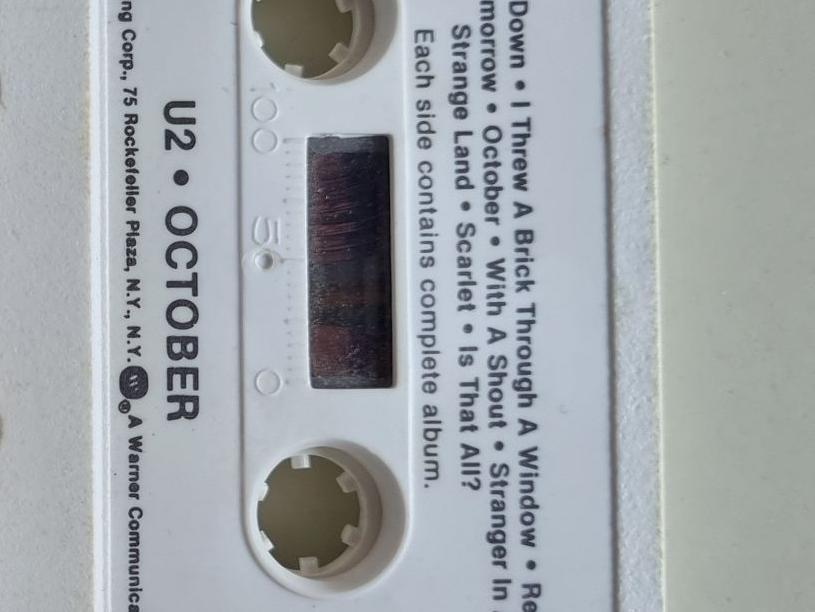 Down • I Threw A Brick Through A Window • Re
morrow • October • With A Shout • Stranger In
Strange Land • Scarlet • Is That All?
Each side contains complete album.
100 50 0
U2 • OCTOBER
ng Corp., 75 Rockefeller Plaza, N.Y., N.Y. ® A Warner Communica